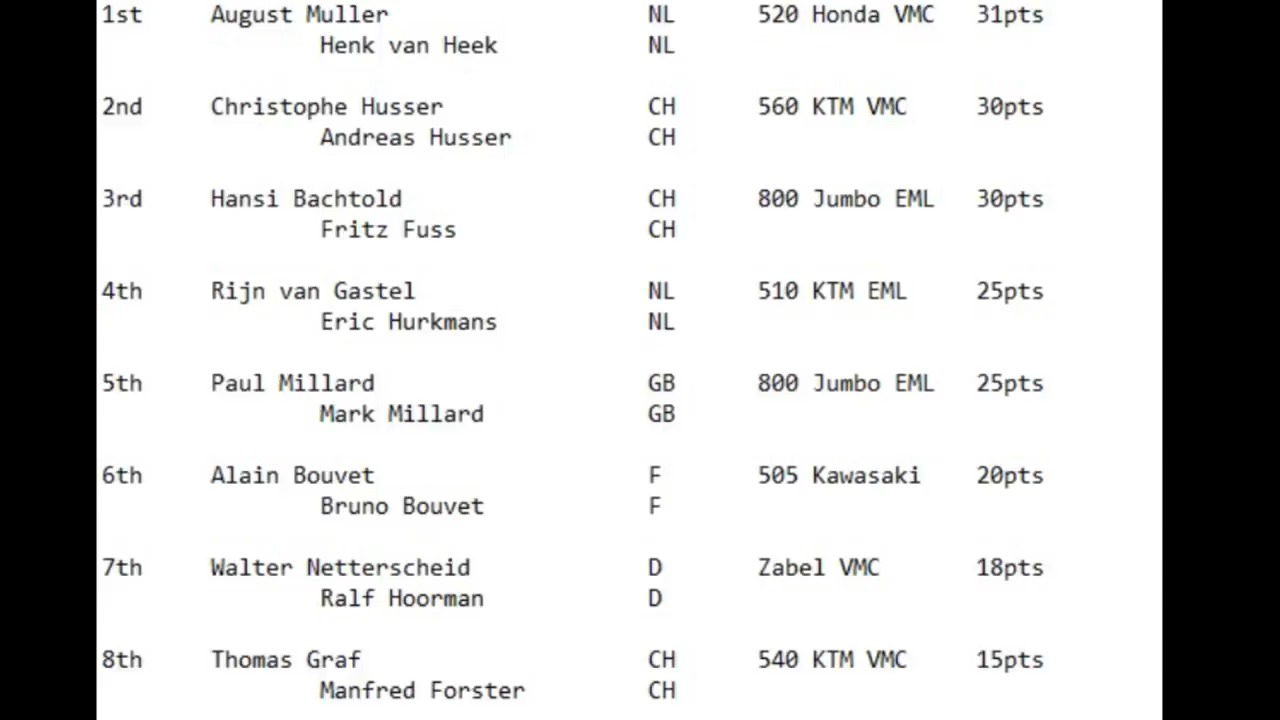 1st August Muller NL 520 Honda VMC 31pts
Henk van Heek NL
2nd Christophe Husser CH 560 KTM VMC 30pts
Andreas Husser CH
3rd Hansi Bachtold CH 800 Jumbo EML 30pts
Fritz Fuss CH
4th Rijn van Gastel NL 510 KTM EML 25pts
Eric Hurkmans NL
5th Paul Millard GB 800 Jumbo EML 25pts
Mark Millard GB
6th Alain Bouvet F 505 Kawasaki 20pts
Bruno Bouvet F
7th Walter Netterscheid D Zabel VMC 18pts
Ralf Hoorman D
8th Thomas Graf CH 540 KTM VMC 15pts
Manfred Forster CH